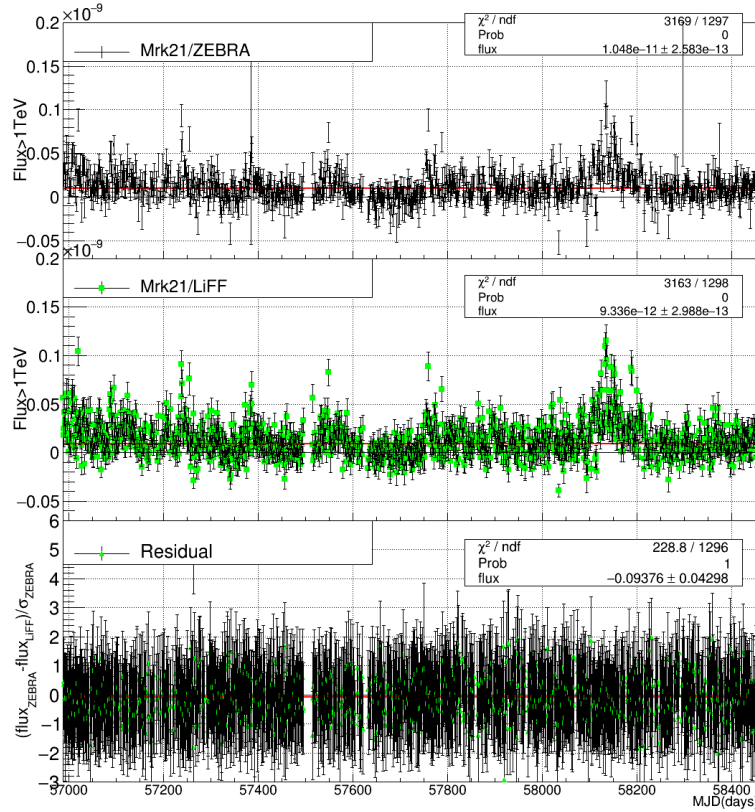 ×10⁻⁹
0.2
Mrk21/ZEBRA
χ² / ndf 3169 / 1297
Prob 0
flux 1.048e−11 ± 2.583e−13
0.15
0.1
0.05
0
−0.05
Flux>1TeV
×10⁻⁹
0.2
Mrk21/LiFF
χ² / ndf 3163 / 1298
Prob 0
flux 9.336e−12 ± 2.988e−13
0.15
0.1
0.05
0
−0.05
Flux>1TeV
6
Residual
χ² / ndf 228.8 / 1296
Prob 1
flux −0.09376 ± 0.04298
5
4
3
2
1
0
−1
−2
−3
(flux_ZEBRA-flux_LiFF)/σ_ZEBRA
57000 57200 57400 57600 57800 58000 58200 58400
MJD(days